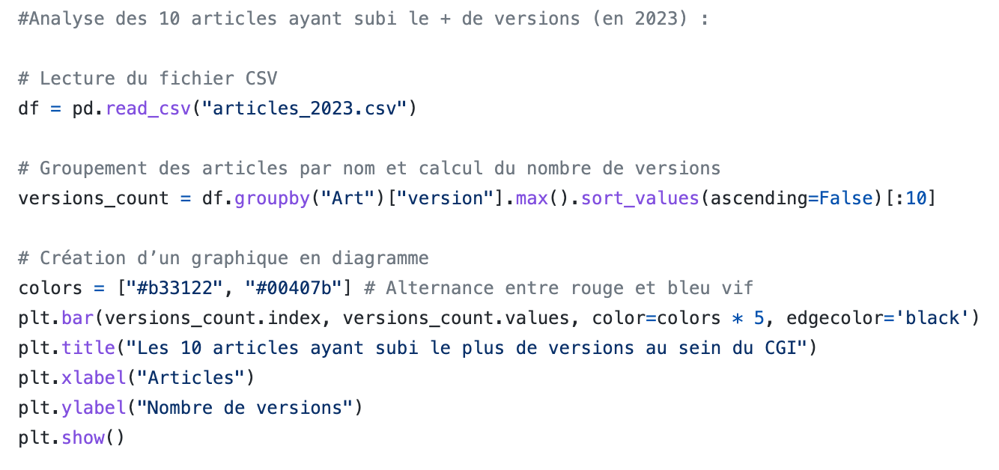 #Analyse des 10 articles ayant subi le + de versions (en 2023) :
# Lecture du fichier CSV
df = pd.read_csv("articles_2023.csv")
# Groupement des articles par nom et calcul du nombre de versions
versions_count = df.groupby("Art")["version"].max().sort_values(ascending=False)[:10]
# Création d’un graphique en diagramme
colors = ["#b33122", "#00407b"] # Alternance entre rouge et bleu vif
plt.bar(versions_count.index, versions_count.values, color=colors * 5, edgecolor='black')
plt.title("Les 10 articles ayant subi le plus de versions au sein du CGI")
plt.xlabel("Articles")
plt.ylabel("Nombre de versions")
plt.show()